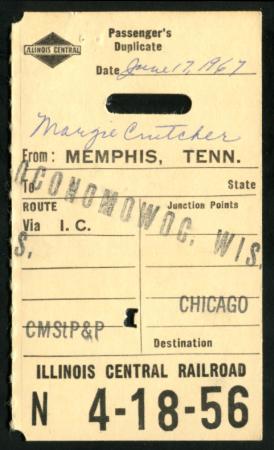 ILLINOIS CENTRAL
Passenger's
Duplicate
Date June 17, 1967
Margie Crutcher
From: MEMPHIS, TENN.
To State
OCONOMOWOC, WIS.
ROUTE Junction Points
Via I. C.
S.
CHICAGO
CMStP&P
Destination
ILLINOIS CENTRAL RAILROAD
N 4-18-56